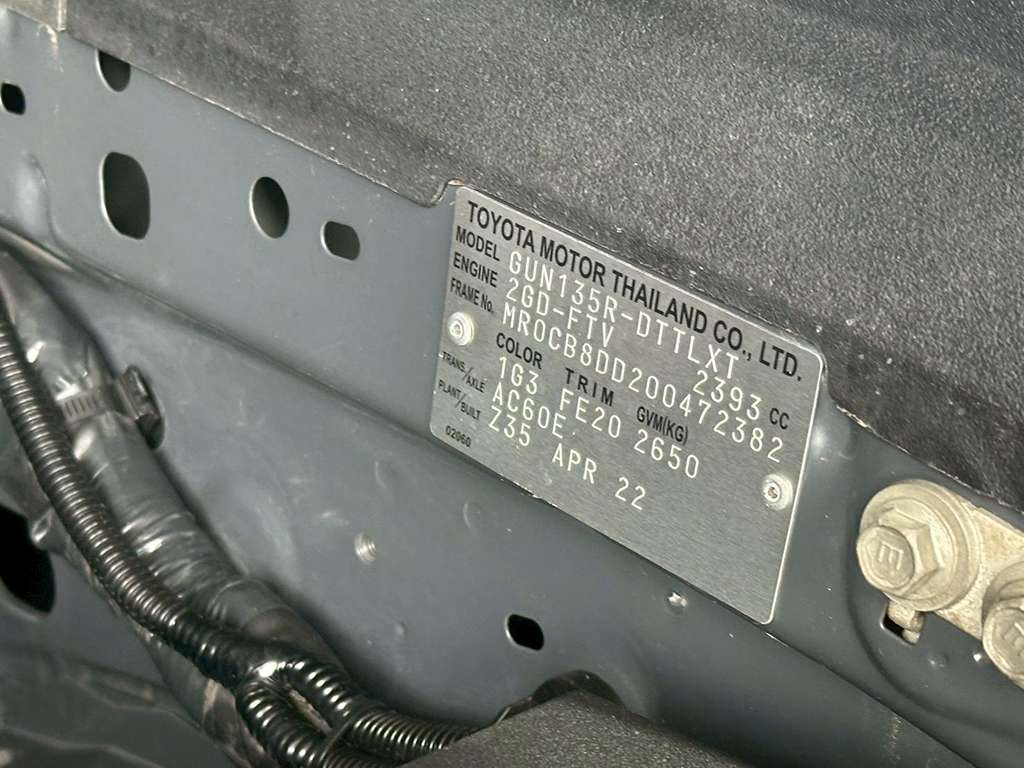 TOYOTA MOTOR THAILAND CO., LTD.
MODEL GUN135R-DTTLXT
ENGINE 2GD-FTV 2393 CC
FRAME No. MR0CB8DD200472382
COLOR TRIM GVM(KG)
1G3 FE20 2650
TRANS./AXLE AC60E
PLANT/BUILT Z35 APR 22
02060
E
E